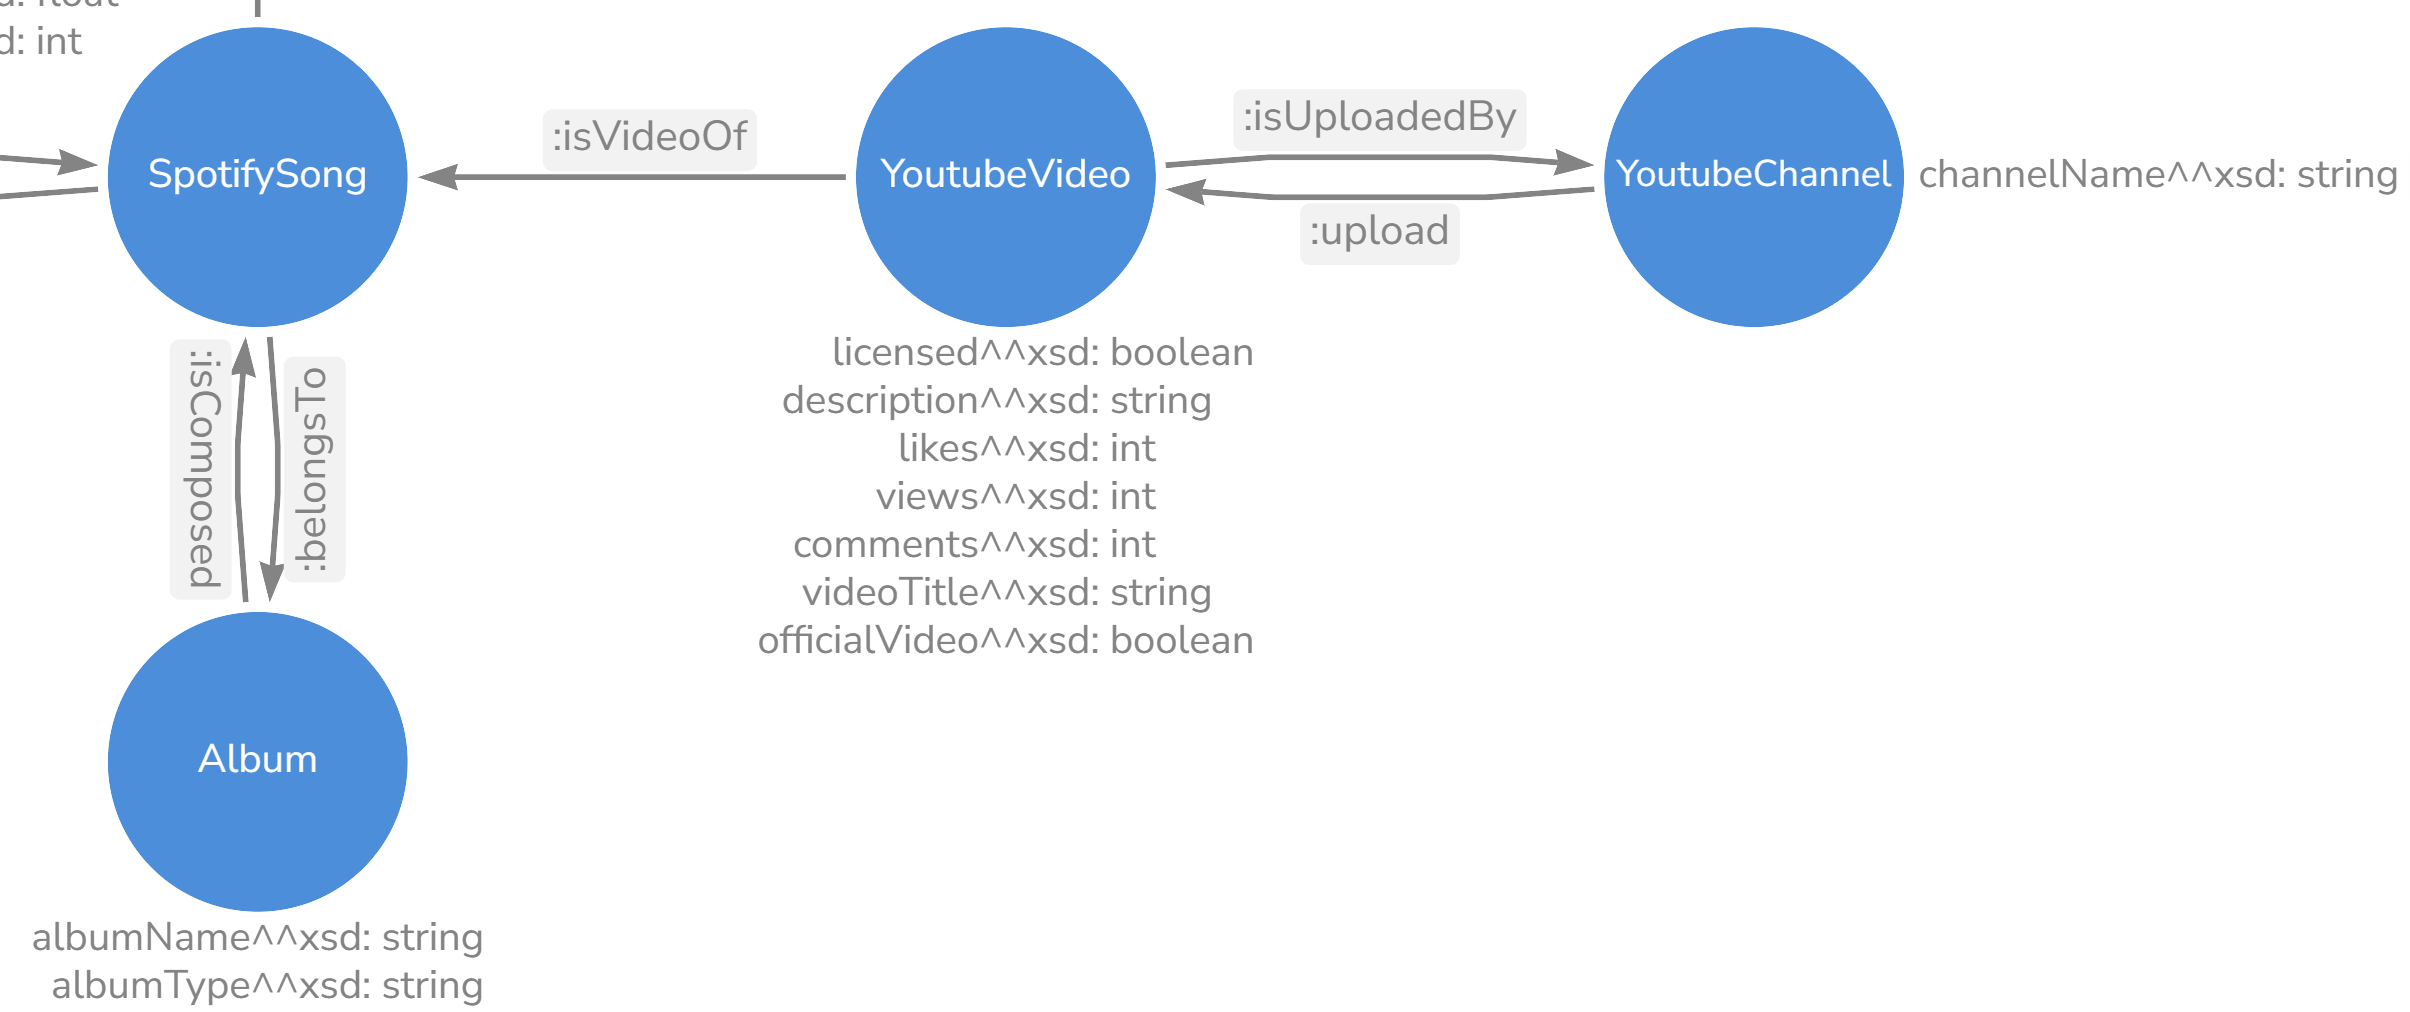 d: int
SpotifySong
:isVideoOf
YoutubeVideo
:isUploadedBy
:upload
YoutubeChannel
channelName^^xsd: string
:isComposed
:belongsTo
licensed^^xsd: boolean
description^^xsd: string
likes^^xsd: int
views^^xsd: int
comments^^xsd: int
videoTitle^^xsd: string
officialVideo^^xsd: boolean
Album
albumName^^xsd: string
albumType^^xsd: string